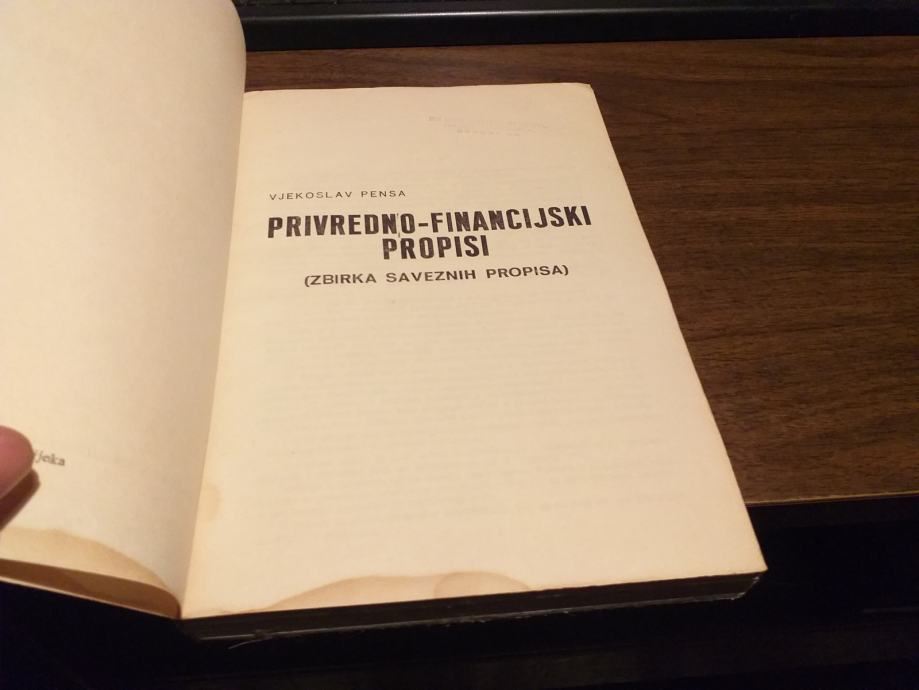 VJEKOSLAV PENSA
PRIVREDNO-FINANCIJSKI
PROPISI
(ZBIRKA SAVEZNIH PROPISA)